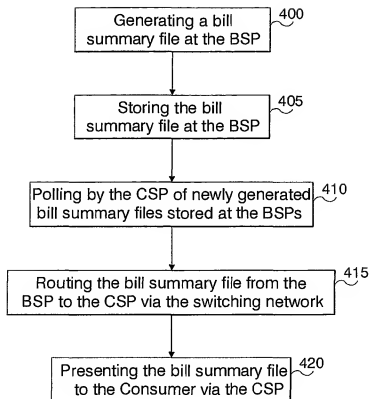 Generating a bill
summary file at the BSP
400
Storing the bill
summary file at the BSP
405
Polling by the CSP of newly generated
bill summary files stored at the BSPs
410
Routing the bill summary file from the
BSP to the CSP via the switching network
415
Presenting the bill summary file
to the Consumer via the CSP
420